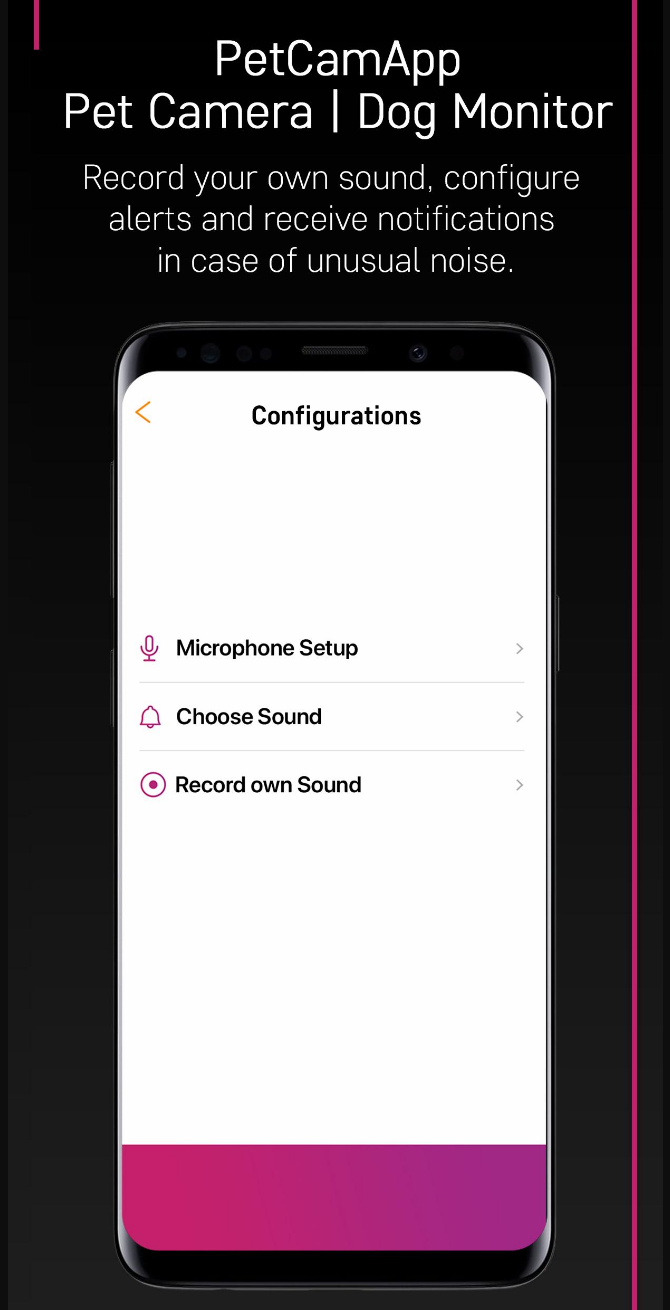 PetCamApp
Pet Camera | Dog Monitor
Record your own sound, configure
alerts and receive notifications
in case of unusual noise.
Configurations
Microphone Setup
Choose Sound
Record own Sound